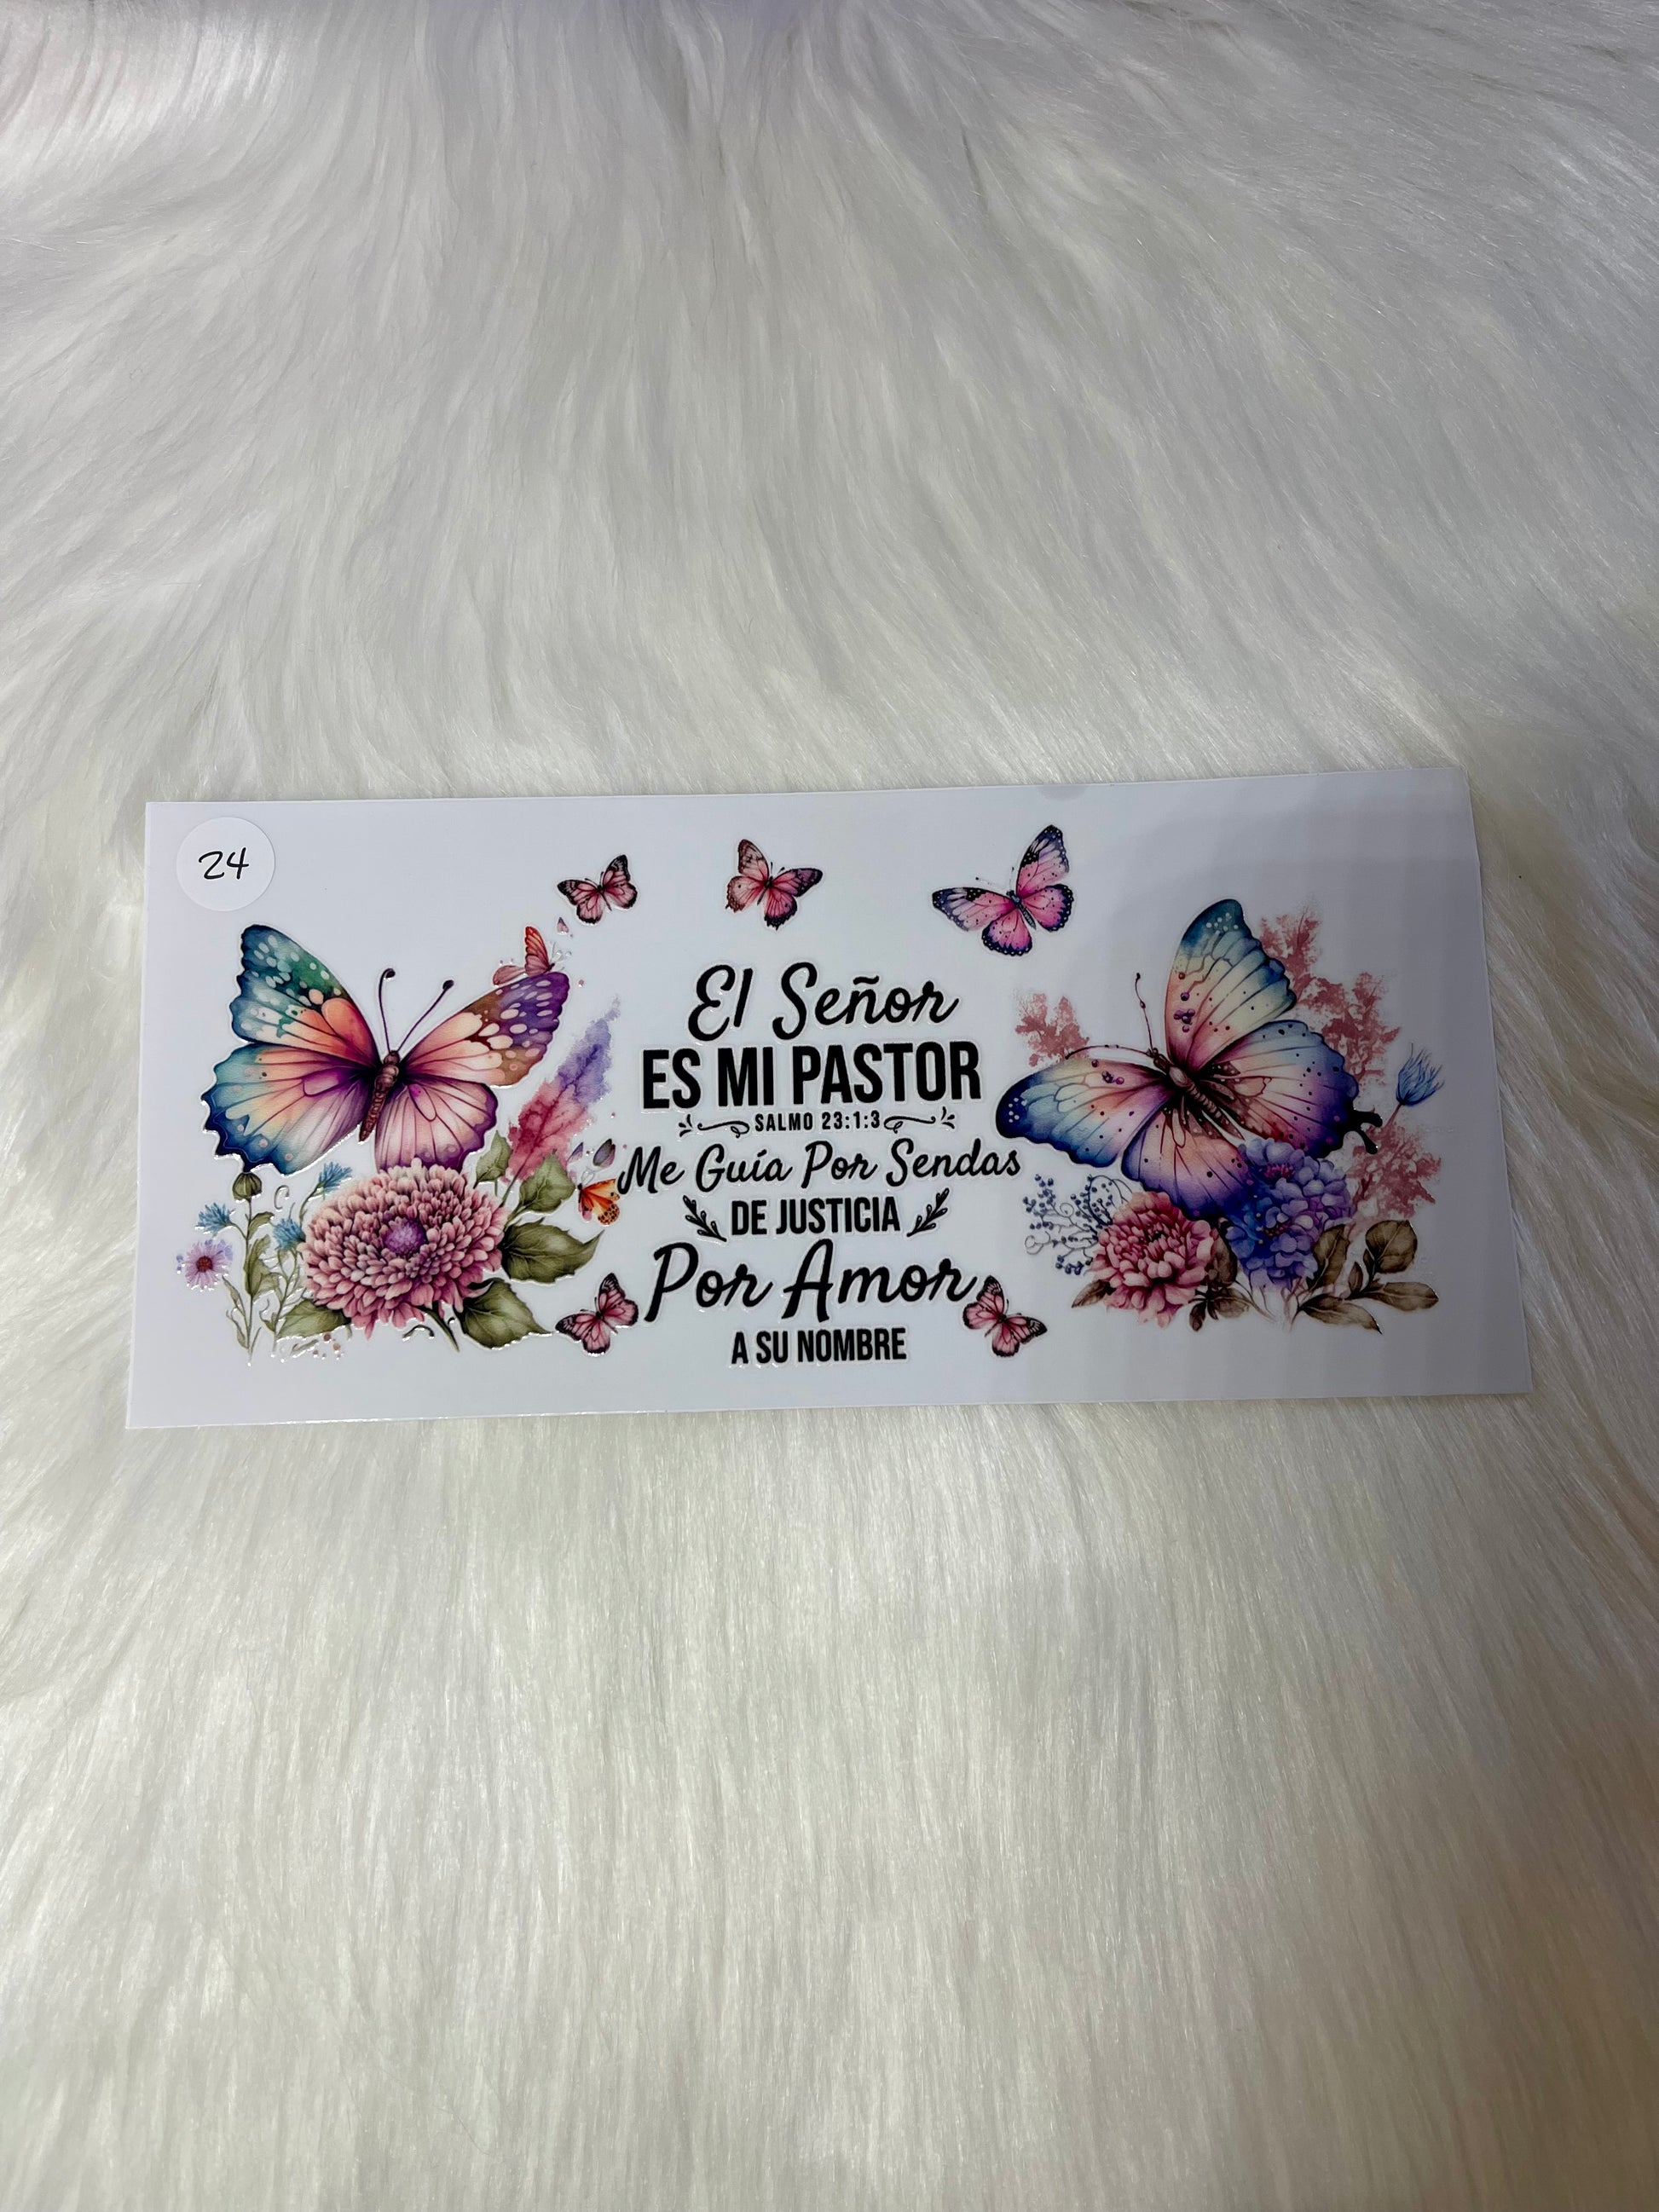 24
El Señor
ES MI PASTOR
SALMO 23:1:3
Me Guía Por Sendas
DE JUSTICIA
Por Amor
A SU NOMBRE